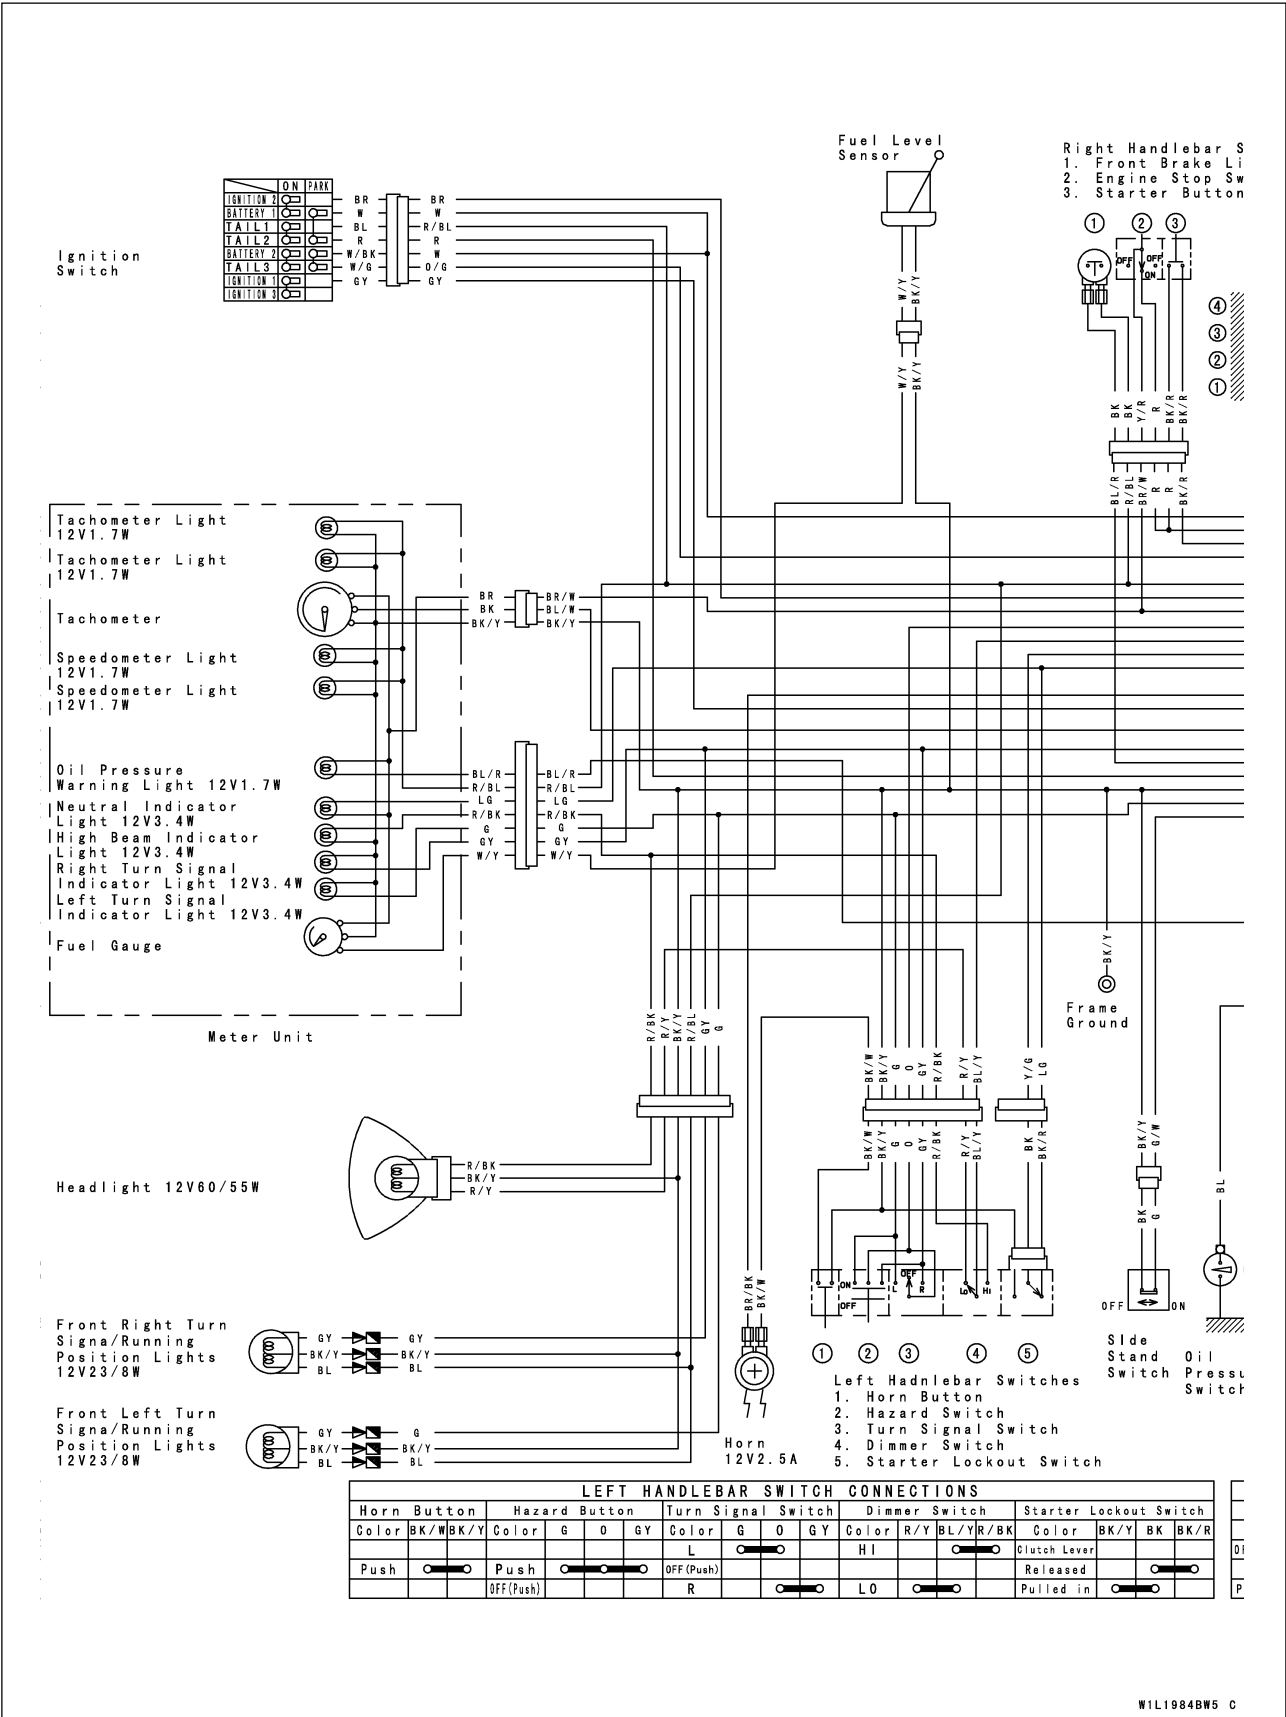 Fuel Level
Sensor
Right Handlebar S
1. Front Brake Li
2. Engine Stop Sw
3. Starter Button
① ② ③
OFF OFF
ON
④
③
②
①
Ignition
Switch
ON PARK
IGNITION 2
BATTERY 1
TAIL1
TAIL2
BATTERY 2
TAIL3
IGNITION 1
IGNITION 3
BR BR
W W
BL R/BL
R R
W/BK W
W/G O/G
GY GY
W/Y BK/Y
W/Y BK/Y
BK BK Y/R R BK/R BK/R
BL/R R/BL BR/W R R BK/R
Tachometer Light
12V1.7W
Tachometer Light
12V1.7W
Tachometer
Speedometer Light
12V1.7W
Speedometer Light
12V1.7W
Oil Pressure
Warning Light 12V1.7W
Neutral Indicator
Light 12V3.4W
High Beam Indicator
Light 12V3.4W
Right Turn Signal
Indicator Light 12V3.4W
Left Turn Signal
Indicator Light 12V3.4W
Fuel Gauge
Meter Unit
BR BR/W
BK BL/W
BK/Y BK/Y
BL/R BL/R
R/BL R/BL
LG LG
R/BK R/BK
G G
GY GY
W/Y W/Y
R/BK R/Y BK/Y R/BL GY G
BK/W BK/Y G O GY R/BK R/Y BL/Y Y/G LG
BK/W BK/Y G O GY R/BK R/Y BL/Y BK BK/R
BK/Y
Frame
Ground
BK/Y G/W
BK G
BL
Headlight 12V60/55W
R/BK
BK/Y
R/Y
BR/BK BK/W
ON OFF
L OFF R
Lo Hi
OFF ON
Front Right Turn
Signa/Running
Position Lights
12V23/8W
GY GY
BK/Y BK/Y
BL BL
Front Left Turn
Signa/Running
Position Lights
12V23/8W
GY G
BK/Y BK/Y
BL BL
Horn
12V2.5A
① ② ③ ④ ⑤
Left Hadnlebar Switches
1. Horn Button
2. Hazard Switch
3. Turn Signal Switch
4. Dimmer Switch
5. Starter Lockout Switch
SIde
Stand
Switch
Oil
Pressu
Switch
LEFT HANDLEBAR SWITCH CONNECTIONS
Horn Button Hazard Button Turn Signal Switch Dimmer Switch Starter Lockout Switch
Color BK/W BK/Y Color G O GY Color G O GY Color R/Y BL/Y R/BK Color BK/Y BK BK/R
L HI Clutch Lever
Push Push OFF(Push) Released
OFF(Push) R LO Pulled in
W1L1984BW5 C